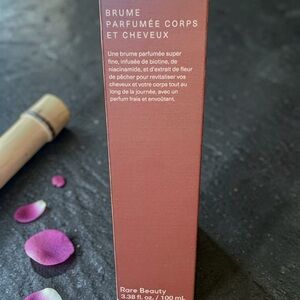 BRUME
PARFUMÉE CORPS
ET CHEVEUX
Une brume parfumée super
fine, infusée de biotine, de
niacinamide, et d'extrait de fleur
de pêcher pour revitaliser vos
cheveux et votre corps tout au
long de la journée, avec un
parfum frais et envoûtant.
Rare Beauty
3.38 fl. oz. / 100 mL